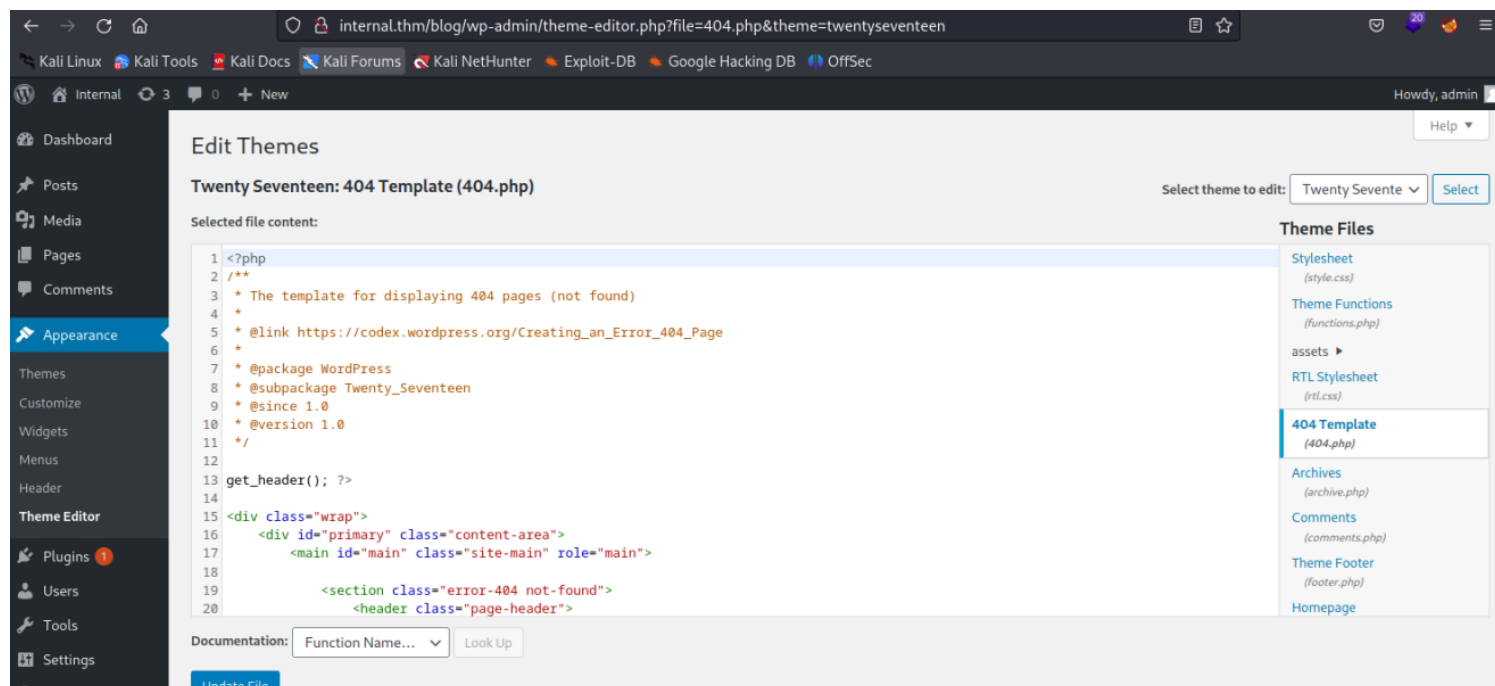 internal.thm/blog/wp-admin/theme-editor.php?file=404.php&theme=twentyseventeen
20
Kali Linux Kali Tools Kali Docs Kali Forums Kali NetHunter Exploit-DB Google Hacking DB OffSec
Internal 3 0 + New Howdy, admin
Help ▼
Dashboard
Posts
Media
Pages
Comments
Appearance
Themes
Customize
Widgets
Menus
Header
Theme Editor
Plugins 1
Users
Tools
Settings
Edit Themes
Twenty Seventeen: 404 Template (404.php)
Select theme to edit: Twenty Sevente Select
Selected file content:
1 <?php
2 /**
3  * The template for displaying 404 pages (not found)
4  *
5  * @link https://codex.wordpress.org/Creating_an_Error_404_Page
6  *
7  * @package WordPress
8  * @subpackage Twenty_Seventeen
9  * @since 1.0
10  * @version 1.0
11  */
12
13 get_header(); ?>
14
15 <div class="wrap">
16     <div id="primary" class="content-area">
17         <main id="main" class="site-main" role="main">
18
19             <section class="error-404 not-found">
20                 <header class="page-header">
Theme Files
Stylesheet
(style.css)
Theme Functions
(functions.php)
assets ▶
RTL Stylesheet
(rtl.css)
404 Template
(404.php)
Archives
(archive.php)
Comments
(comments.php)
Theme Footer
(footer.php)
Homepage
Documentation: Function Name... Look Up
Update File